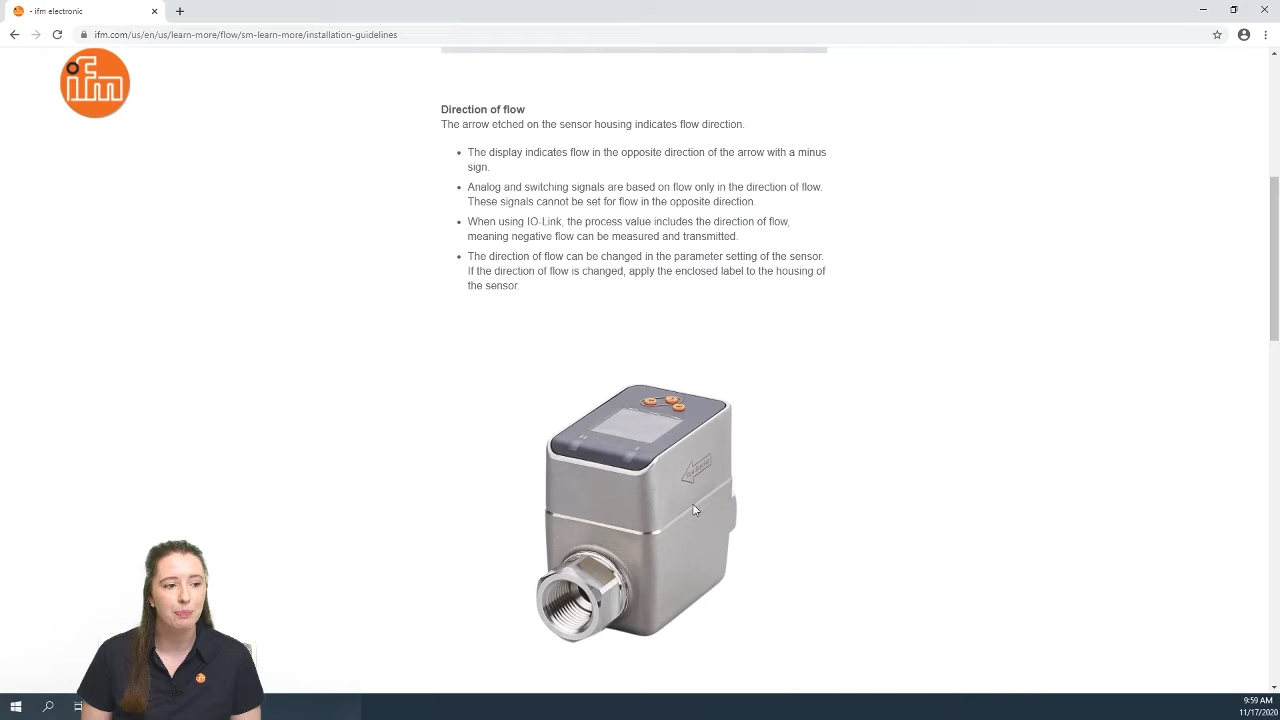 - ifm electronic
ifm.com/us/en/us/learn-more/flow/sm-learn-more/installation-guidelines
ifm
Direction of flow
The arrow etched on the sensor housing indicates flow direction.
• The display indicates flow in the opposite direction of the arrow with a minus
sign.
• Analog and switching signals are based on flow only in the direction of flow.
These signals cannot be set for flow in the opposite direction.
• When using IO-Link, the process value includes the direction of flow,
meaning negative flow can be measured and transmitted.
• The direction of flow can be changed in the parameter setting of the sensor.
If the direction of flow is changed, apply the enclosed label to the housing of
the sensor.
ifm
9:59 AM
11/17/2020